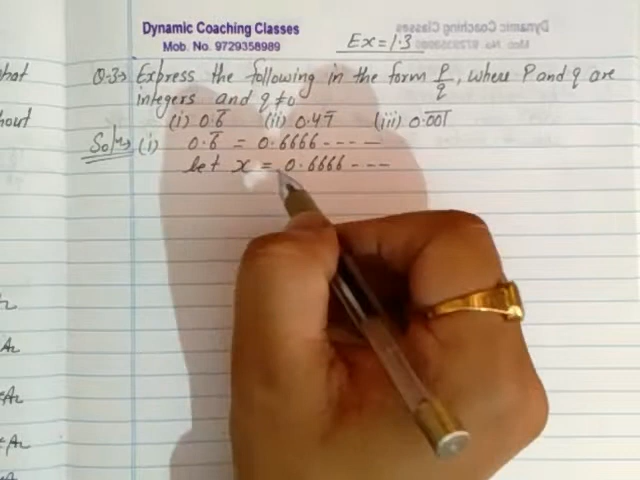 Dynamic Coaching Classes
Mob. No. 9729358989
Ex=1.3
Q.3→ Express the following in the form P/q, where P and q are
integers and q ≠ 0
(i) 0.6̅ (ii) 0.47̅ (iii) 0.0̅0̅1̅
Soln→ (i) 0.6̅ = 0.6666-----
let x = 0.6666---